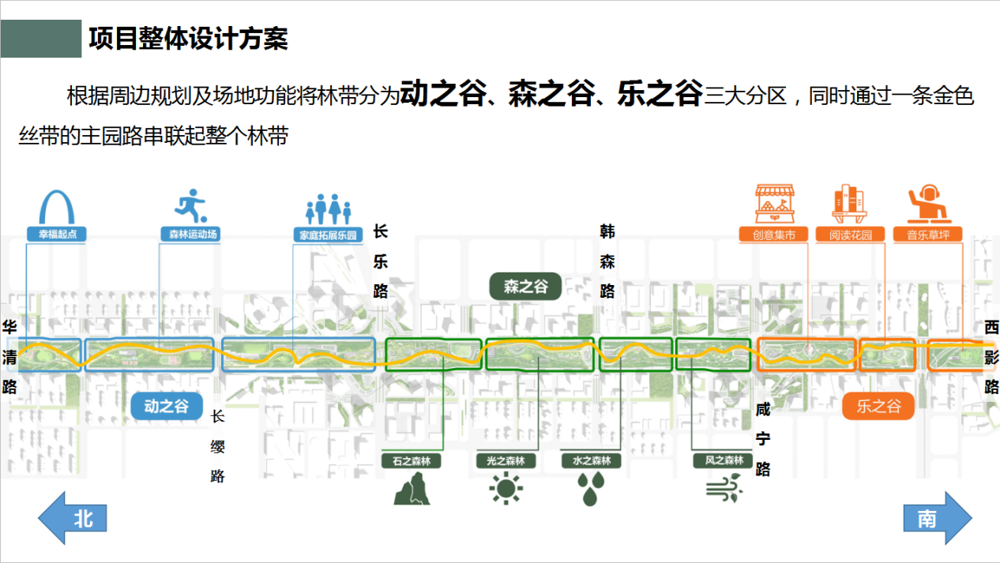 项目整体设计方案
根据周边规划及场地功能将林带分为动之谷、森之谷、乐之谷三大分区，同时通过一条金色
丝带的主园路串联起整个林带
幸福起点
森林运动场
家庭拓展乐园
长乐路
韩森路
创意集市
阅读花园
音乐草坪
森之谷
华清路
西影路
动之谷
长缨路
乐之谷
咸宁路
石之森林
光之森林
水之森林
风之森林
北
南